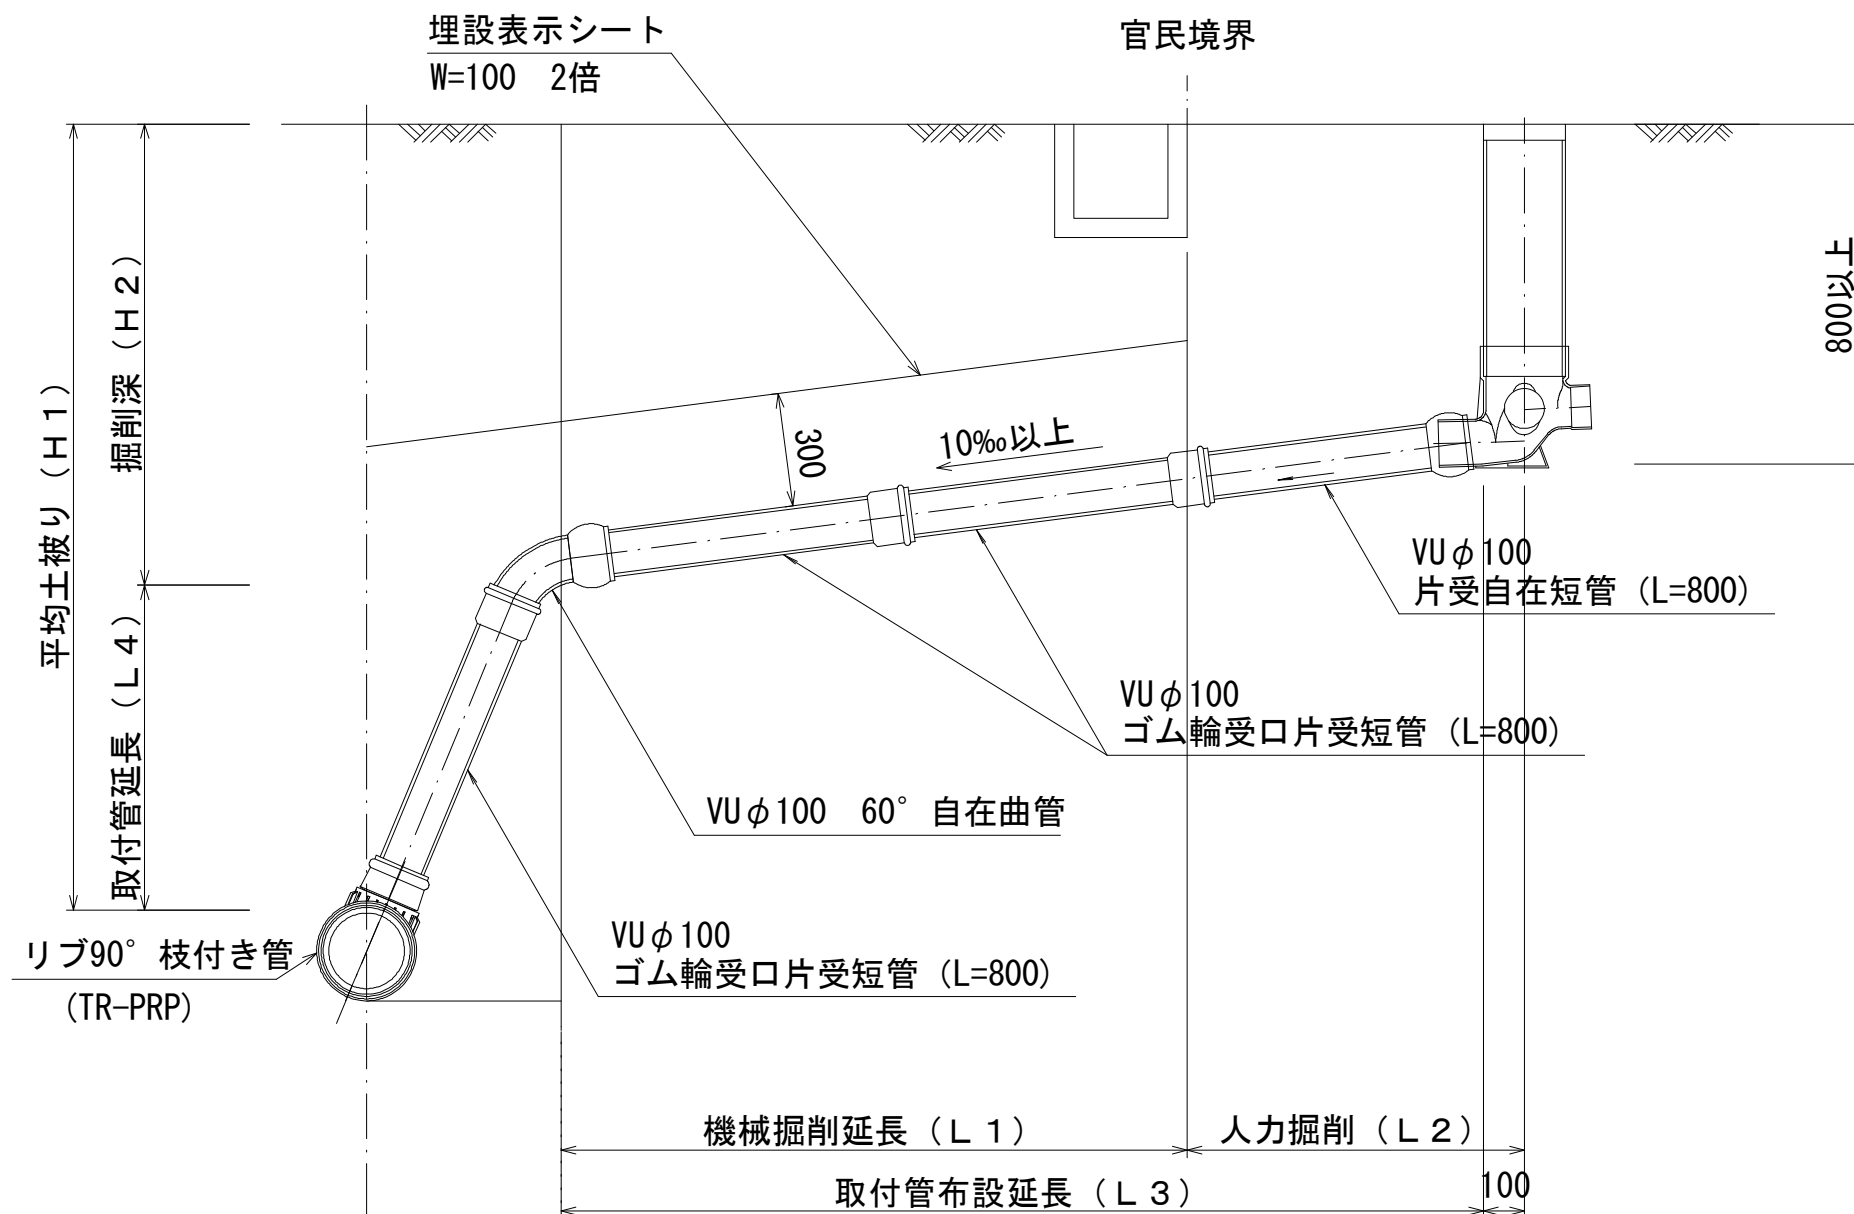 埋設表示シート
W=100 2倍
官民境界
平均土被り（H1）
掘削深（H2）
取付管延長（L4）
800以上
300
10‰以上
VUφ100
片受自在短管（L=800）
VUφ100
ゴム輪受口片受短管（L=800）
VUφ100 60°自在曲管
VUφ100
ゴム輪受口片受短管（L=800）
リブ90°枝付き管
（TR-PRP）
機械掘削延長（L1）
人力掘削（L2）
取付管布設延長（L3）
100